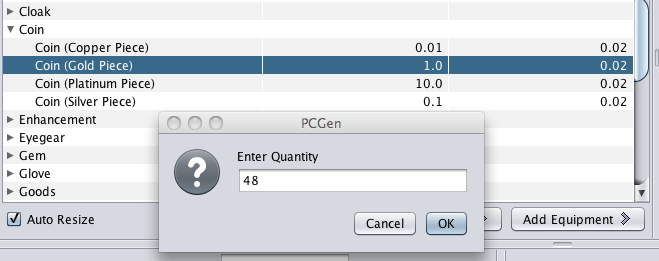 Cloak
Coin
Coin (Copper Piece) 0.01 0.02
Coin (Gold Piece) 1.0 0.02
Coin (Platinum Piece) 10.0 0.02
Coin (Silver Piece) 0.1 0.02
Enhancement
PCGen
Eyegear
Enter Quantity
Gem
Glove
48
Goods
Auto Resize
Cancel
OK
Add Equipment